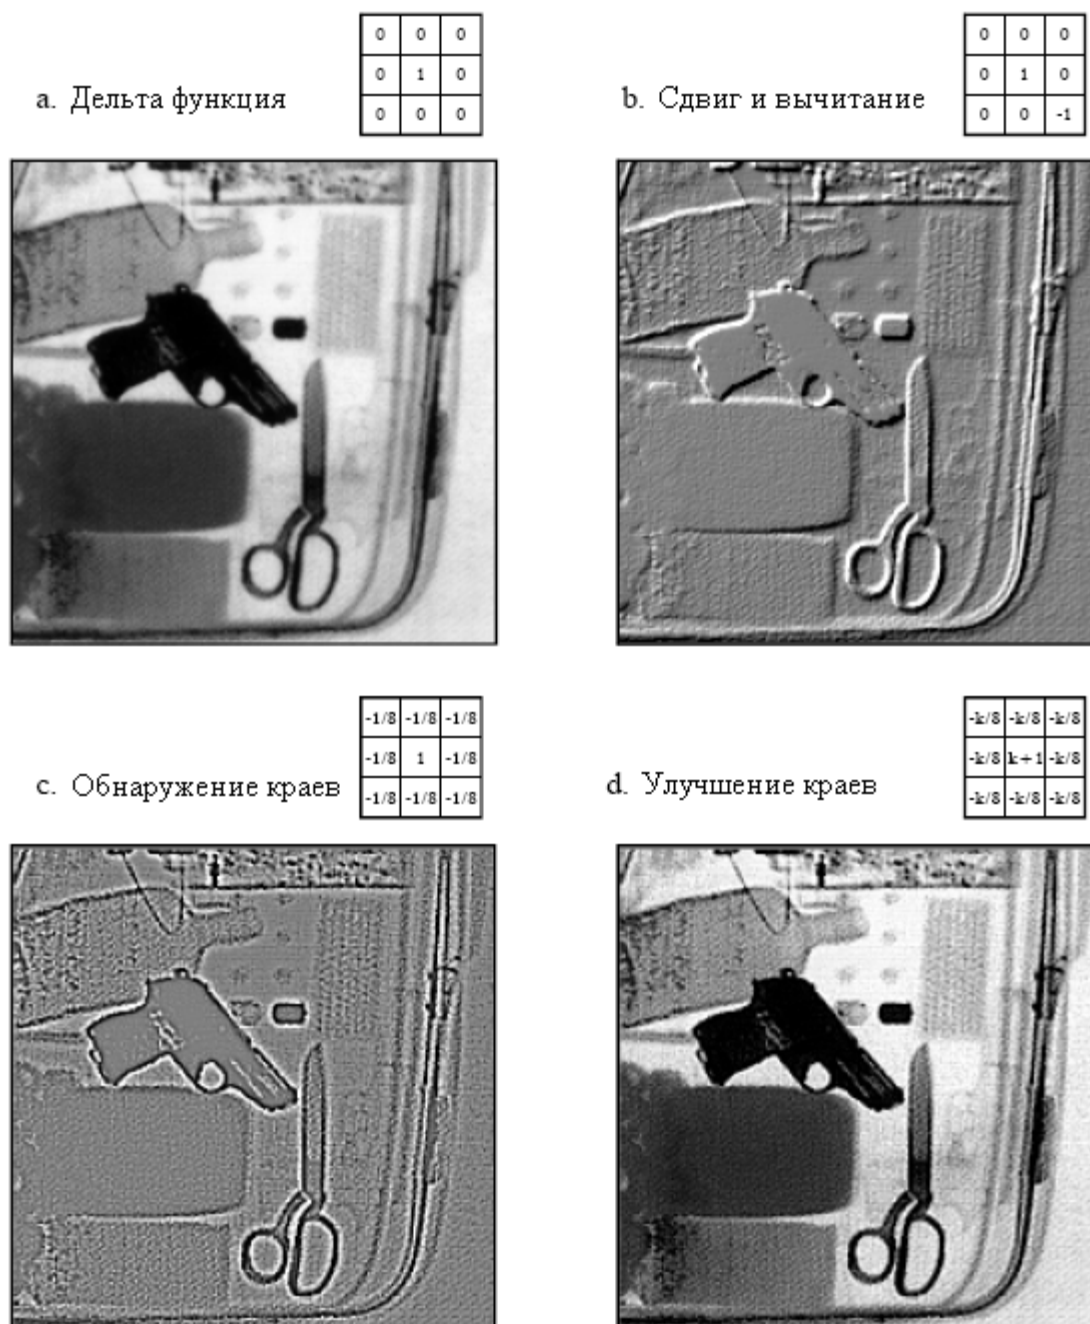 0 0 0
0 1 0
0 0 0
a. Дельта функция
0 0 0
0 1 0
0 0 -1
b. Сдвиг и вычитание
-1/8 -1/8 -1/8
-1/8 1 -1/8
-1/8 -1/8 -1/8
c. Обнаружение краев
-k/8 -k/8 -k/8
-k/8 k+1 -k/8
-k/8 -k/8 -k/8
d. Улучшение краев